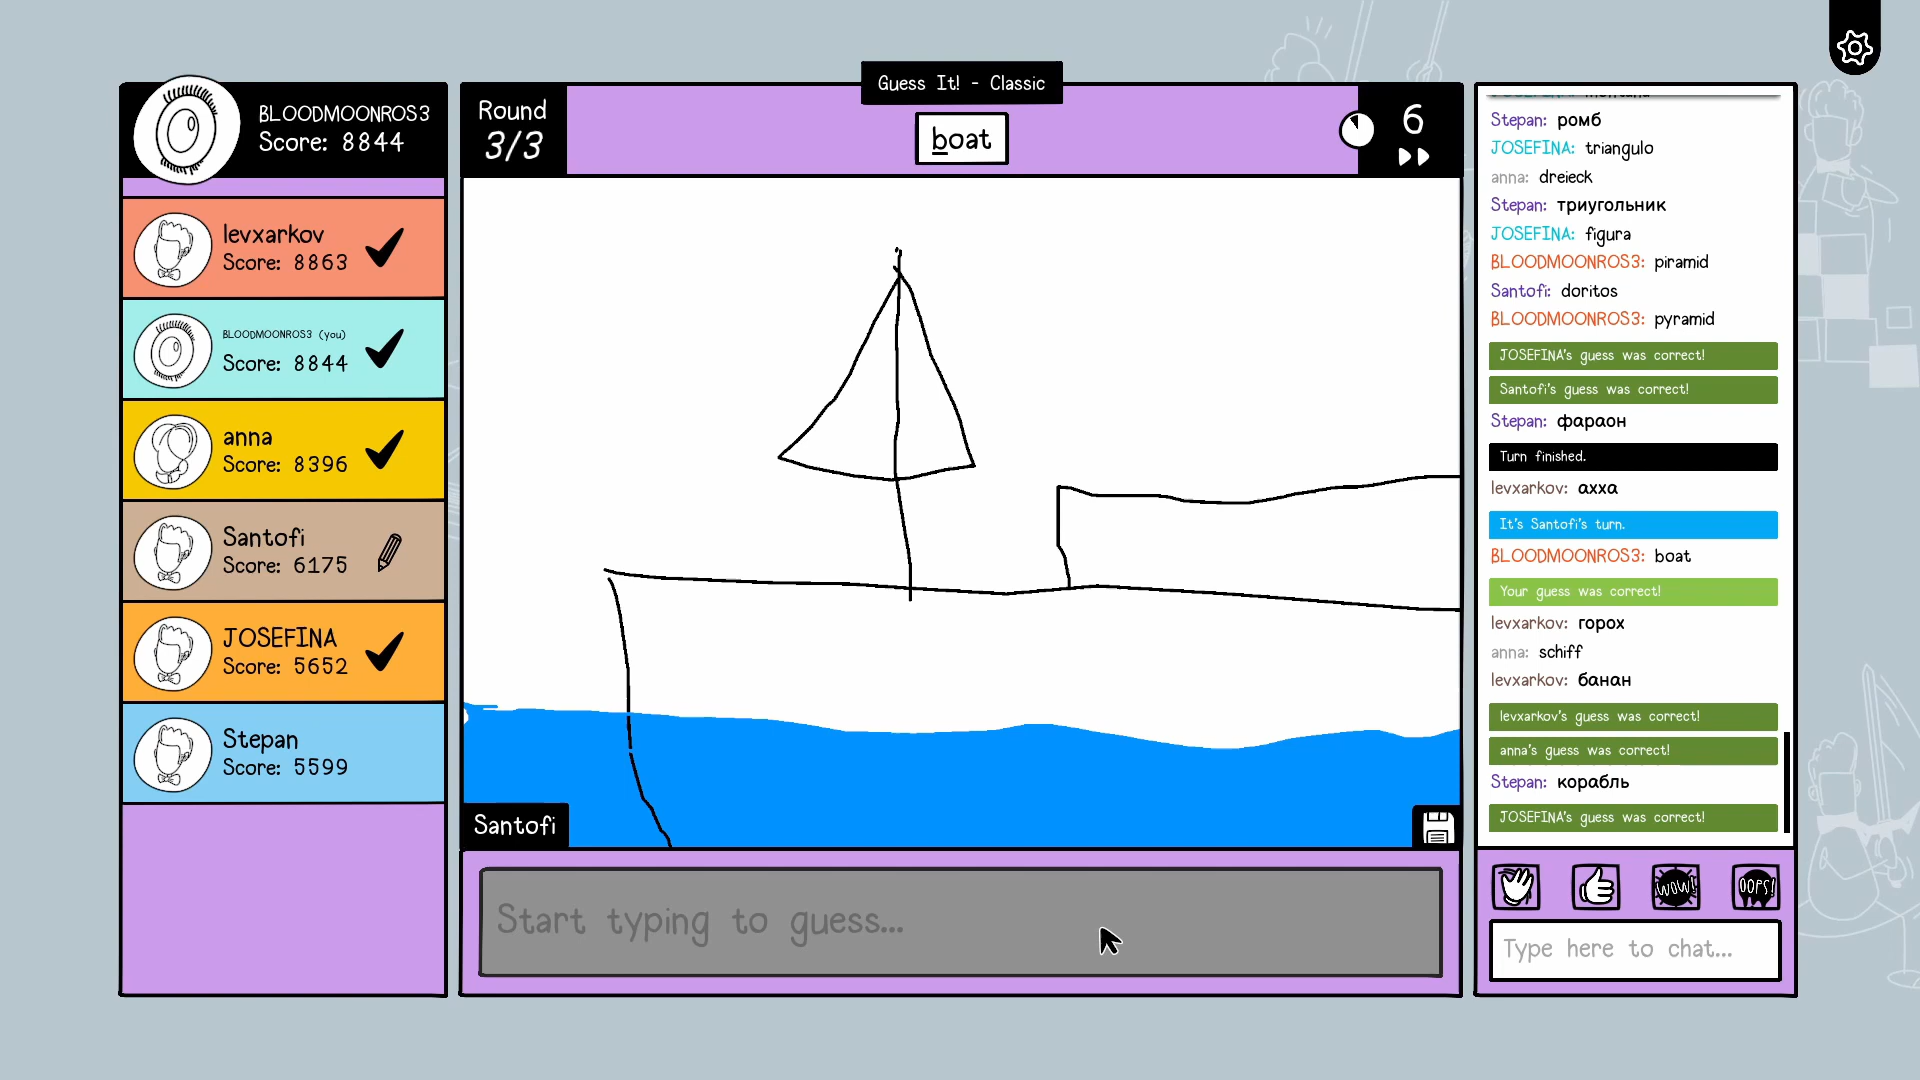 Guess It! - Classic
BLOODMOONROS3
Score: 8844
Round
3/3
boat
6
levxarkov
Score: 8863
BLOODMOONROS3 (you)
Score: 8844
anna
Score: 8396
Santofi
Score: 6175
JOSEFINA
Score: 5652
Stepan
Score: 5599
Santofi
Start typing to guess...
Stepan: ромб
JOSEFINA: triangulo
anna: dreieck
Stepan: триугольник
JOSEFINA: figura
BLOODMOONROS3: piramid
Santofi: doritos
BLOODMOONROS3: pyramid
JOSEFINA's guess was correct!
Santofi's guess was correct!
Stepan: фараон
Turn finished.
levxarkov: ахха
It's Santofi's turn.
BLOODMOONROS3: boat
Your guess was correct!
levxarkov: горох
anna: schiff
levxarkov: банан
levxarkov's guess was correct!
anna's guess was correct!
Stepan: корабль
JOSEFINA's guess was correct!
WOW!
OOPS!
Type here to chat...